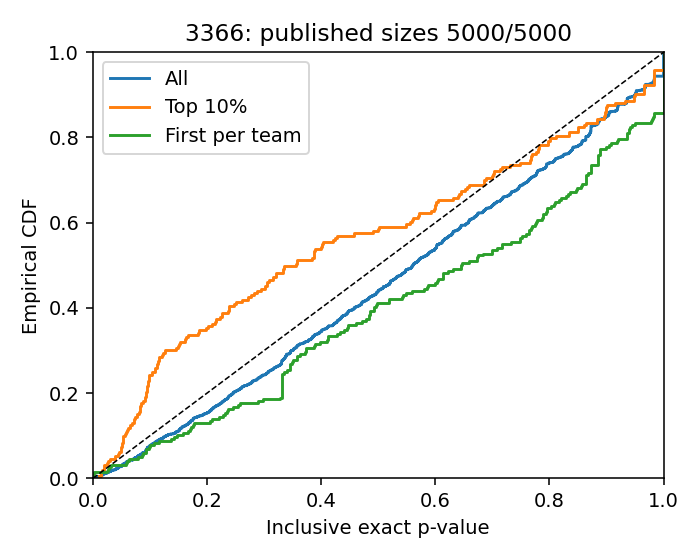 3366: published sizes 5000/5000
All
Top 10%
First per team
Empirical CDF
1.0
0.8
0.6
0.4
0.2
0.0
0.0 0.2 0.4 0.6 0.8 1.0
Inclusive exact p-value